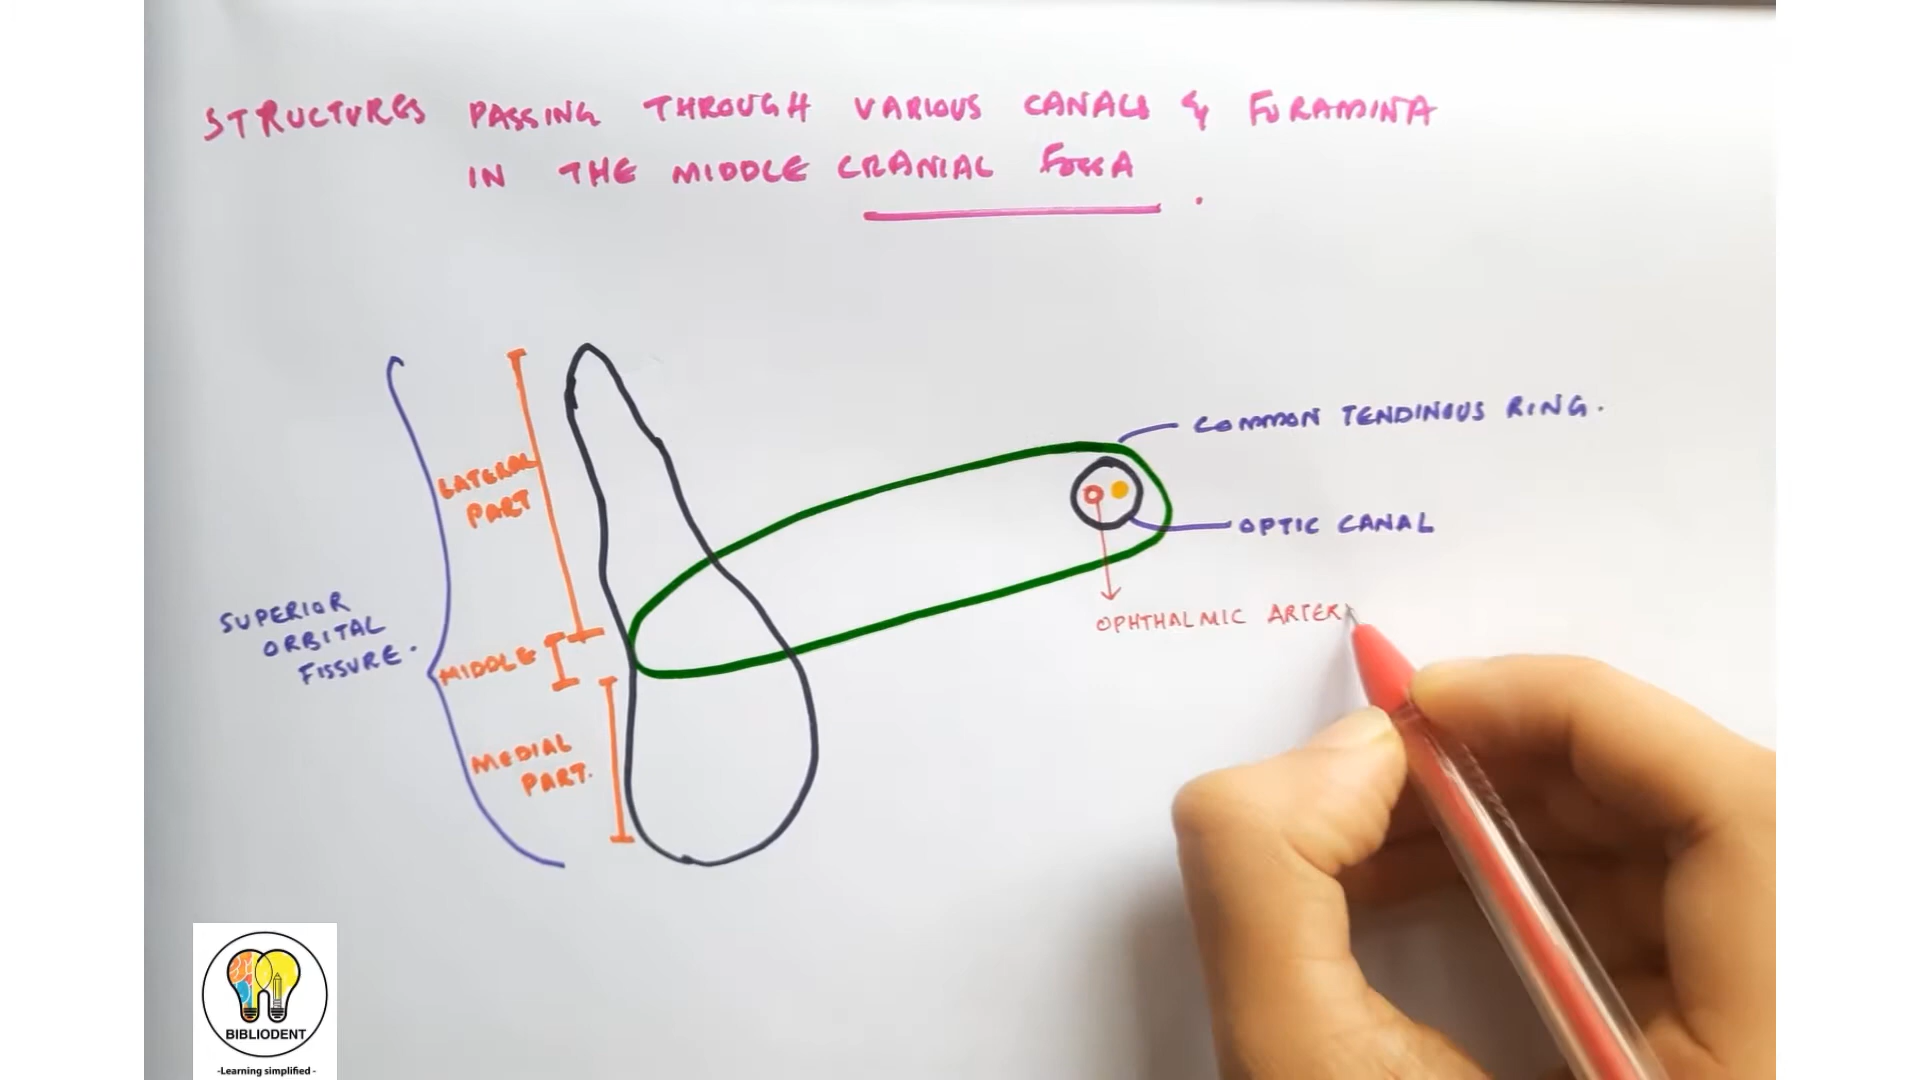 STRUCTURES PASSING THROUGH VARIOUS CANALS & FORAMINA
IN THE MIDDLE CRANIAL FOSSA
COMMON TENDINOUS RING.
LATERAL
PART
OPTIC CANAL
SUPERIOR
ORBITAL
FISSURE.
OPHTHALMIC ARTER
MIDDLE
MEDIAL
PART.
BIBLIODENT
-Learning simplified-